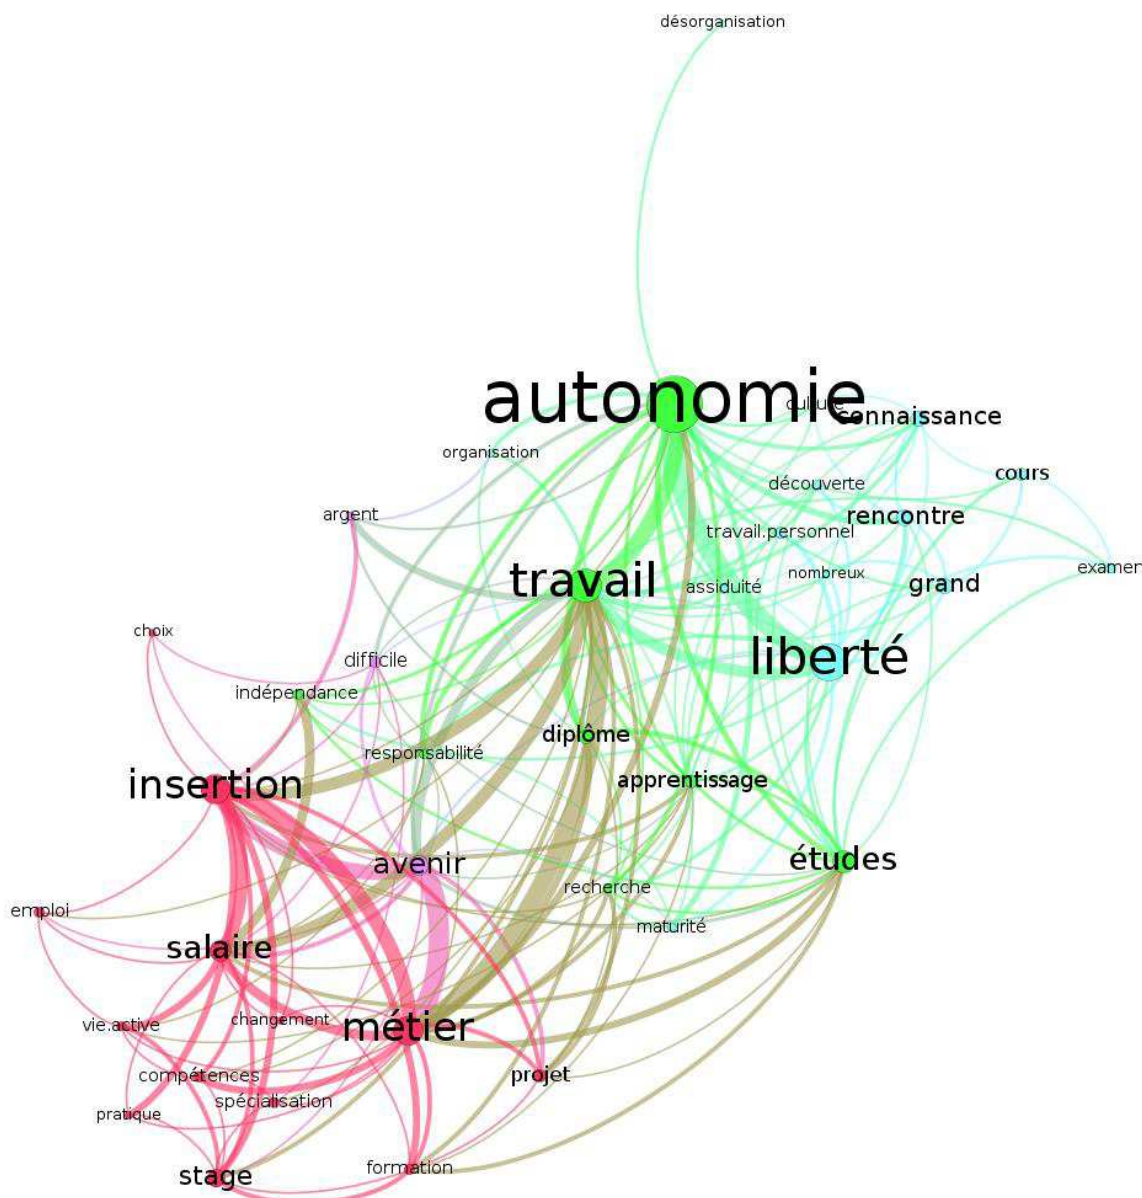 désorganisation
autonomie
culture
connaissance
organisation
cours
découverte
argent
rencontre
travail.personnel
examen
nombreux
travail
assiduité
grand
choix
liberté
difficile
indépendance
diplôme
responsabilité
apprentissage
insertion
études
avenir
recherche
emploi
maturité
salaire
changement
vie.active
métier
compétences
projet
spécialisation
pratique
formation
stage